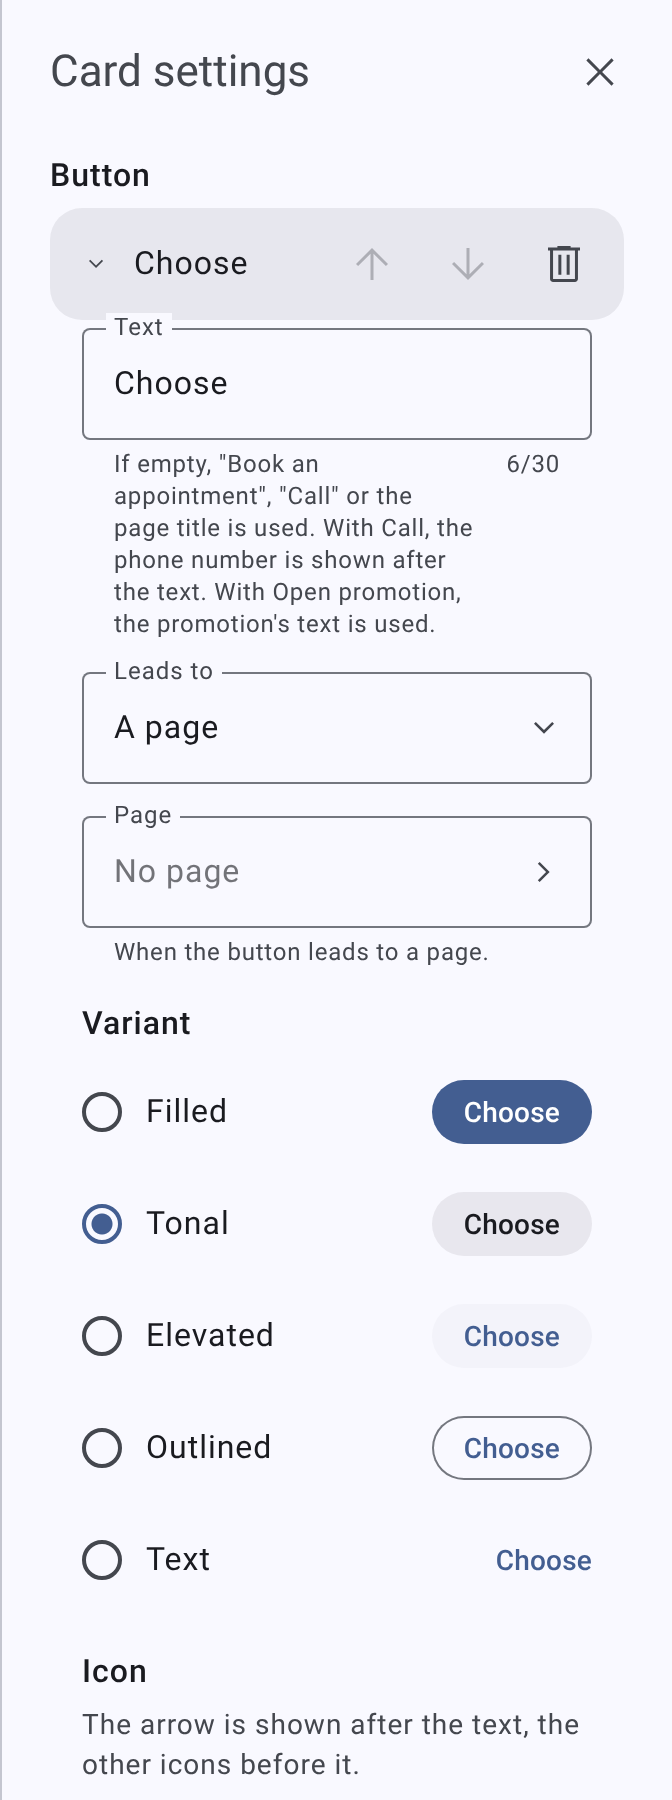 Card settings
Button
Choose
Text
Choose
If empty, "Book an
6/30
appointment", "Call" or the
page title is used. With Call, the
phone number is shown after
the text. With Open promotion,
the promotion's text is used.
Leads to
A page
Page
No page
When the button leads to a page.
Variant
Filled
Choose
Tonal
Choose
Elevated
Choose
Outlined
Choose
Text
Choose
Icon
The arrow is shown after the text, the
other icons before it.